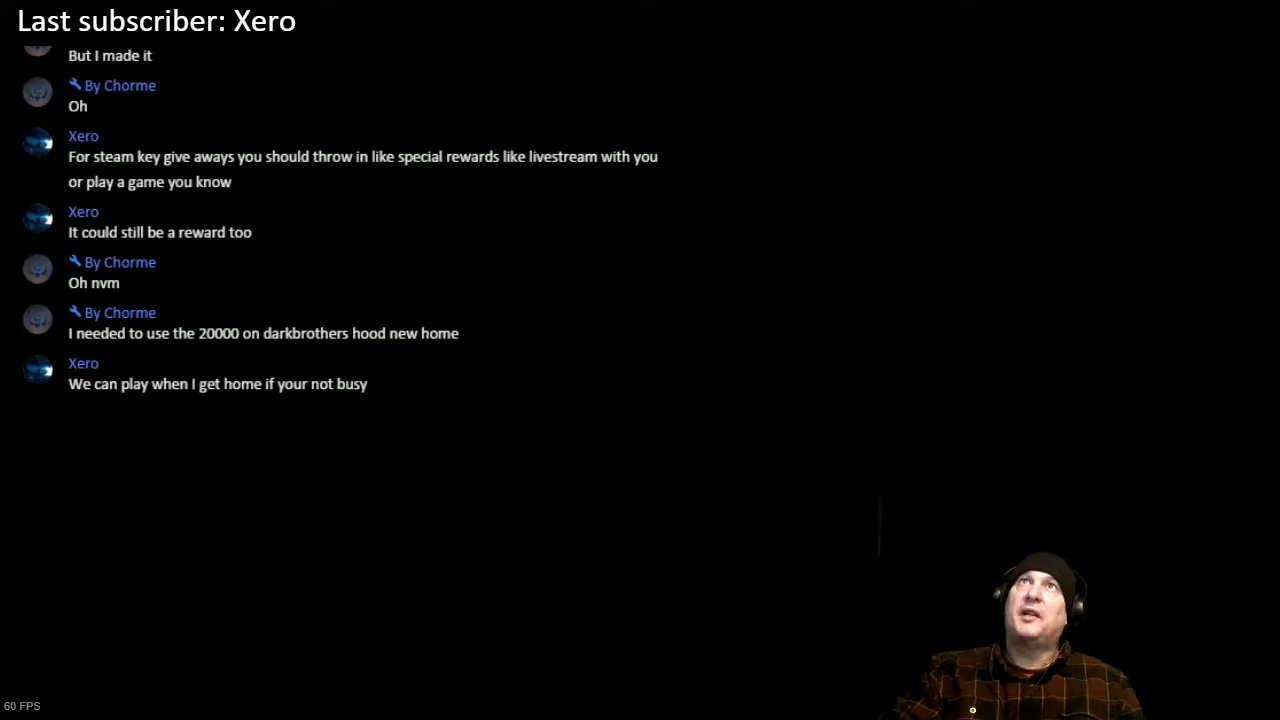 Last subscriber: Xero
But I made it
By Chorme
Oh
Xero
For steam key give aways you should throw in like special rewards like livestream with you
or play a game you know
Xero
It could still be a reward too
By Chorme
Oh nvm
By Chorme
I needed to use the 20000 on darkbrothers hood new home
Xero
We can play when I get home if your not busy
60 FPS